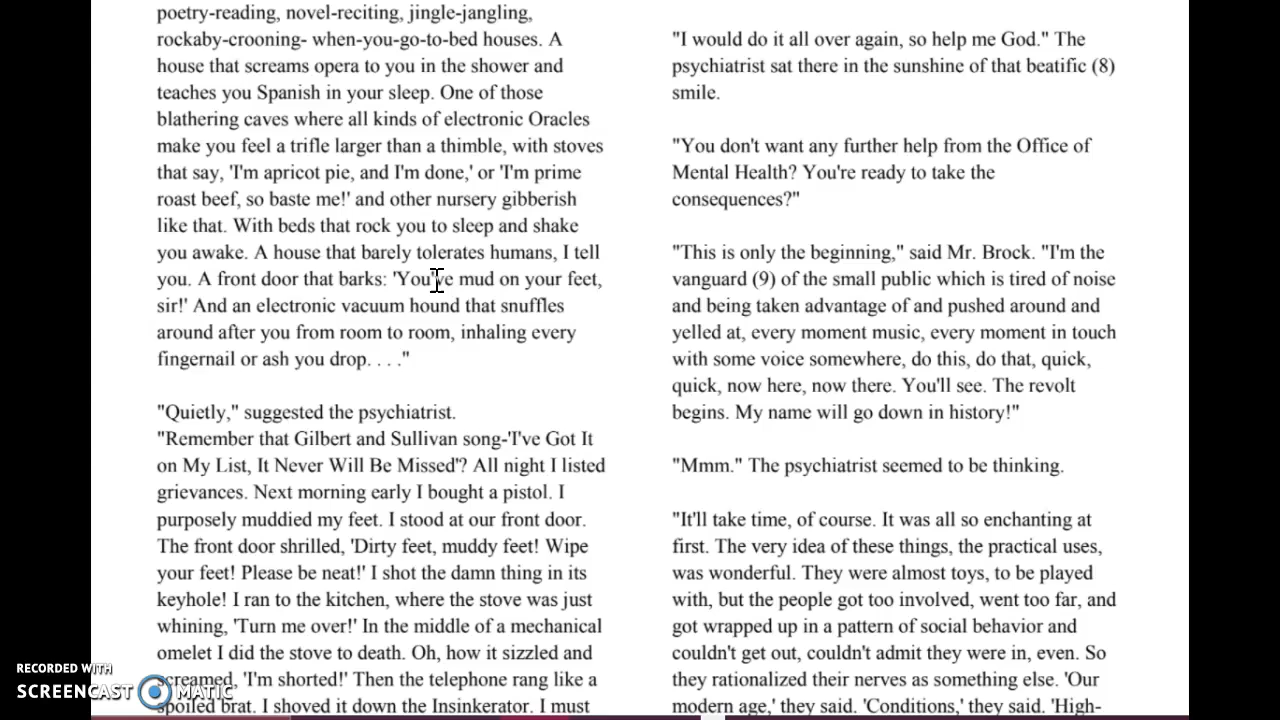 poetry-reading, novel-reciting, jingle-jangling,
rockaby-crooning- when-you-go-to-bed houses. A
house that screams opera to you in the shower and
teaches you Spanish in your sleep. One of those
blathering caves where all kinds of electronic Oracles
make you feel a trifle larger than a thimble, with stoves
that say, 'I'm apricot pie, and I'm done,' or 'I'm prime
roast beef, so baste me!' and other nursery gibberish
like that. With beds that rock you to sleep and shake
you awake. A house that barely tolerates humans, I tell
you. A front door that barks: 'You've mud on your feet,
sir!' And an electronic vacuum hound that snuffles
around after you from room to room, inhaling every
fingernail or ash you drop. . . ."
"Quietly," suggested the psychiatrist.
"Remember that Gilbert and Sullivan song-'I've Got It
on My List, It Never Will Be Missed'? All night I listed
grievances. Next morning early I bought a pistol. I
purposely muddied my feet. I stood at our front door.
The front door shrilled, 'Dirty feet, muddy feet! Wipe
your feet! Please be neat!' I shot the damn thing in its
keyhole! I ran to the kitchen, where the stove was just
whining, 'Turn me over!' In the middle of a mechanical
omelet I did the stove to death. Oh, how it sizzled and
screamed, 'I'm shorted!' Then the telephone rang like a
spoiled brat. I shoved it down the Insinkerator. I must
"I would do it all over again, so help me God." The
psychiatrist sat there in the sunshine of that beatific (8)
smile.
"You don't want any further help from the Office of
Mental Health? You're ready to take the
consequences?"
"This is only the beginning," said Mr. Brock. "I'm the
vanguard (9) of the small public which is tired of noise
and being taken advantage of and pushed around and
yelled at, every moment music, every moment in touch
with some voice somewhere, do this, do that, quick,
quick, now here, now there. You'll see. The revolt
begins. My name will go down in history!"
"Mmm." The psychiatrist seemed to be thinking.
"It'll take time, of course. It was all so enchanting at
first. The very idea of these things, the practical uses,
was wonderful. They were almost toys, to be played
with, but the people got too involved, went too far, and
got wrapped up in a pattern of social behavior and
couldn't get out, couldn't admit they were in, even. So
they rationalized their nerves as something else. 'Our
modern age,' they said. 'Conditions,' they said. 'High-
RECORDED WITH
SCREENCAST MATIC